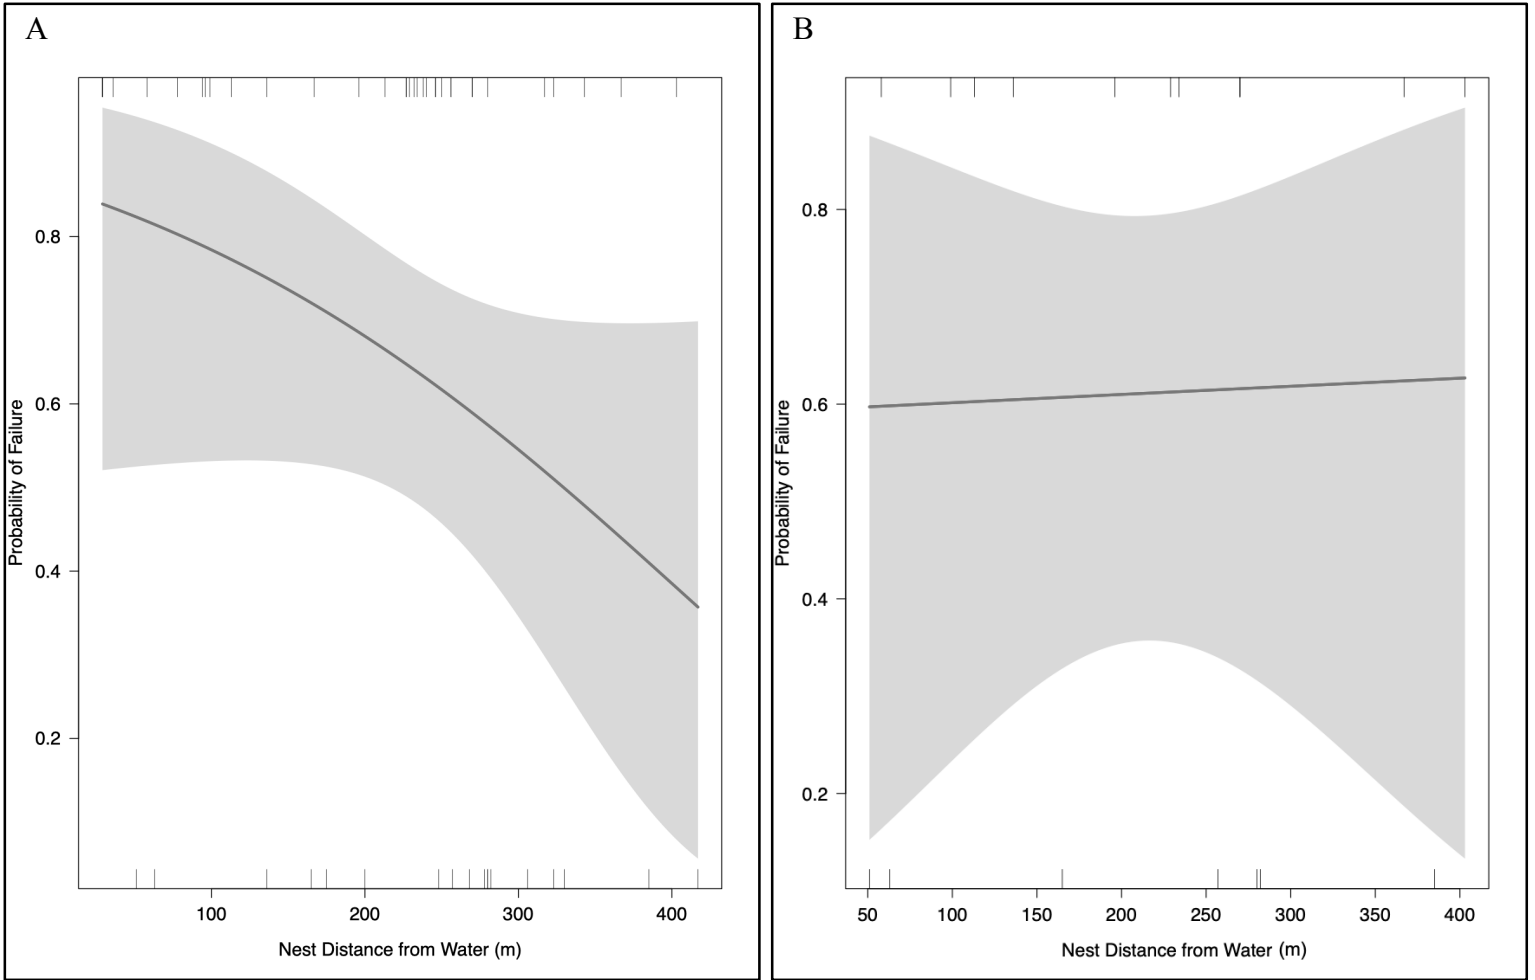 A
Probability of Failure
0.8
0.6
0.4
0.2
100 200 300 400
Nest Distance from Water (m)
B
Probability of Failure
0.8
0.6
0.4
0.2
50 100 150 200 250 300 350 400
Nest Distance from Water (m)